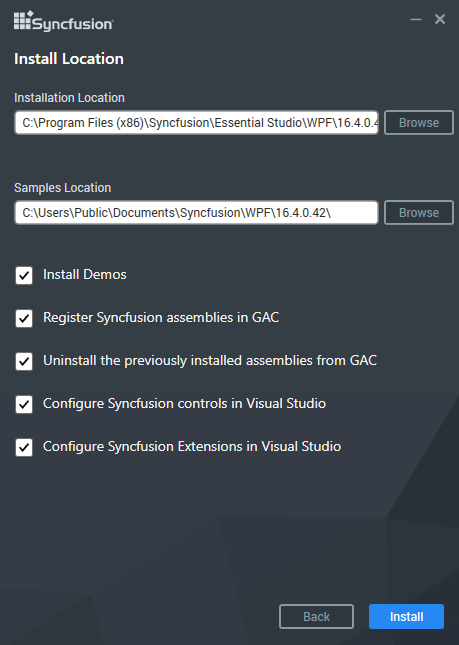 Syncfusion
Install Location
Installation Location
C:\Program Files (x86)\Syncfusion\Essential Studio\WPF\16.4.0.4
Browse
Samples Location
C:\Users\Public\Documents\Syncfusion\WPF\16.4.0.42\
Browse
Install Demos
Register Syncfusion assemblies in GAC
Uninstall the previously installed assemblies from GAC
Configure Syncfusion controls in Visual Studio
Configure Syncfusion Extensions in Visual Studio
Back
Install